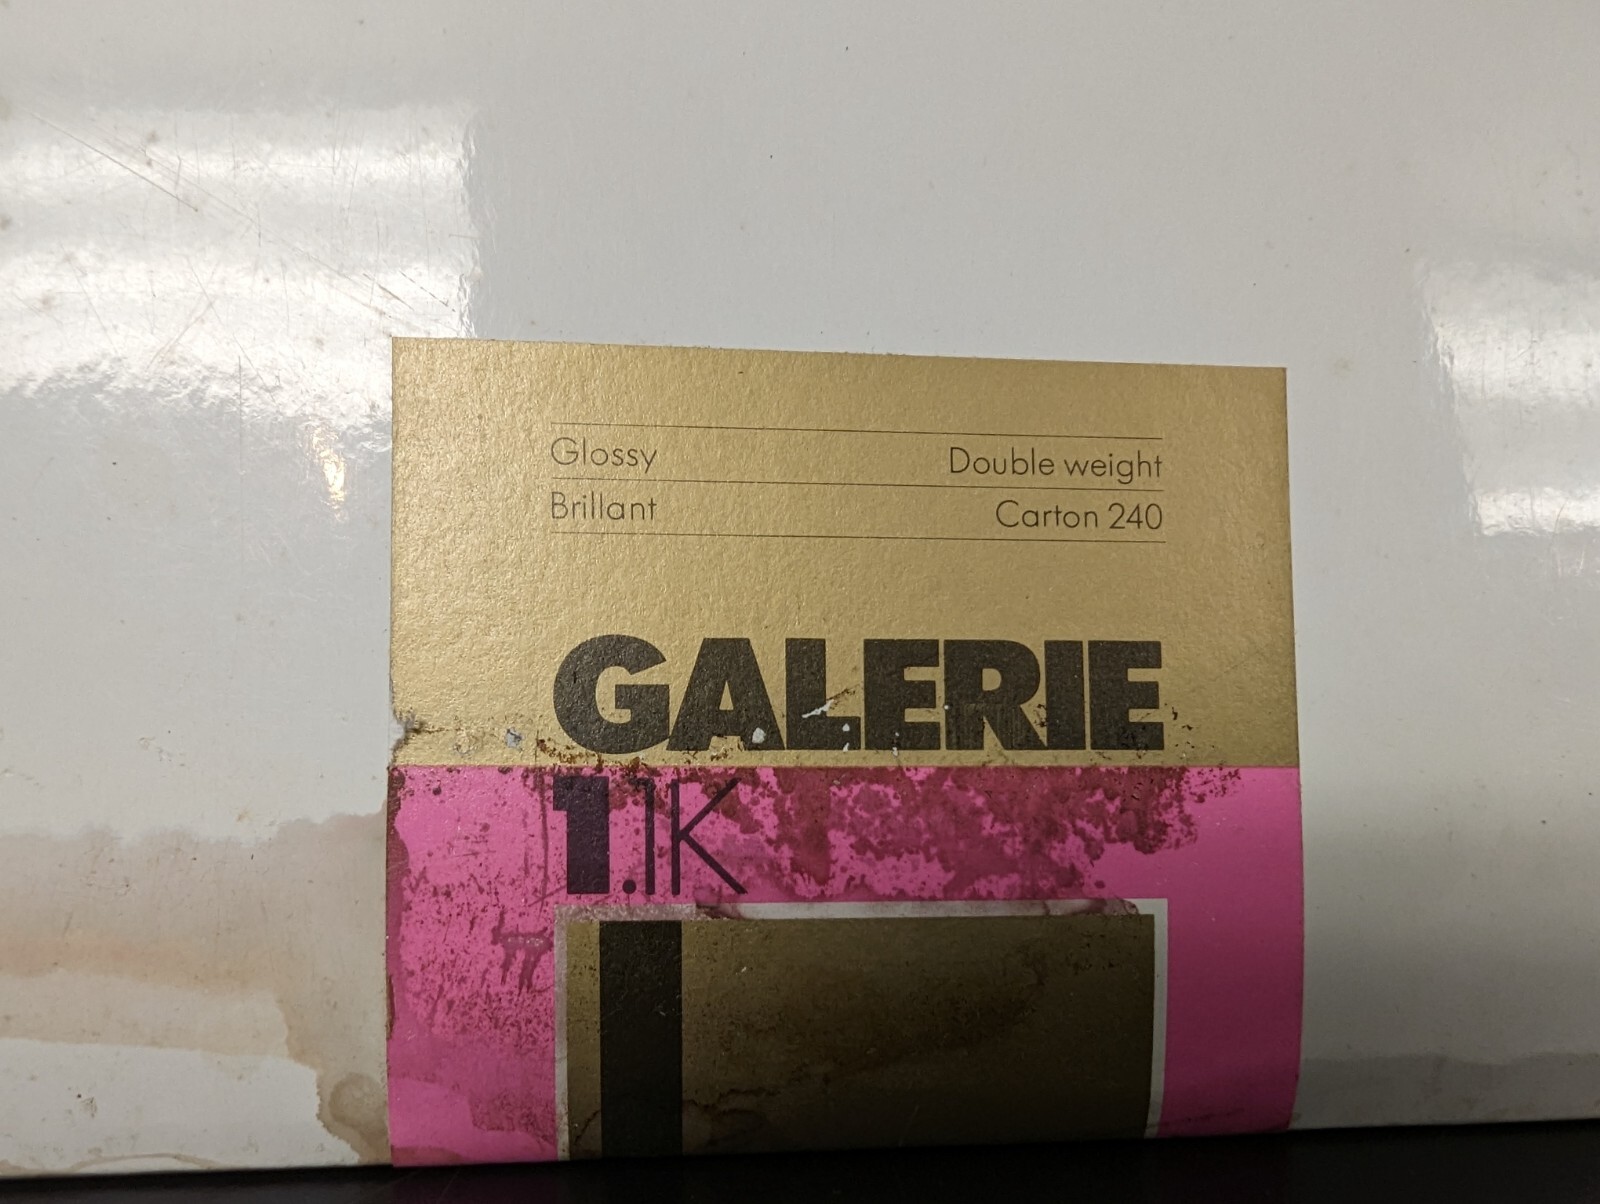 Glossy Double weight
Brillant Carton 240
GALERIE
1.1K